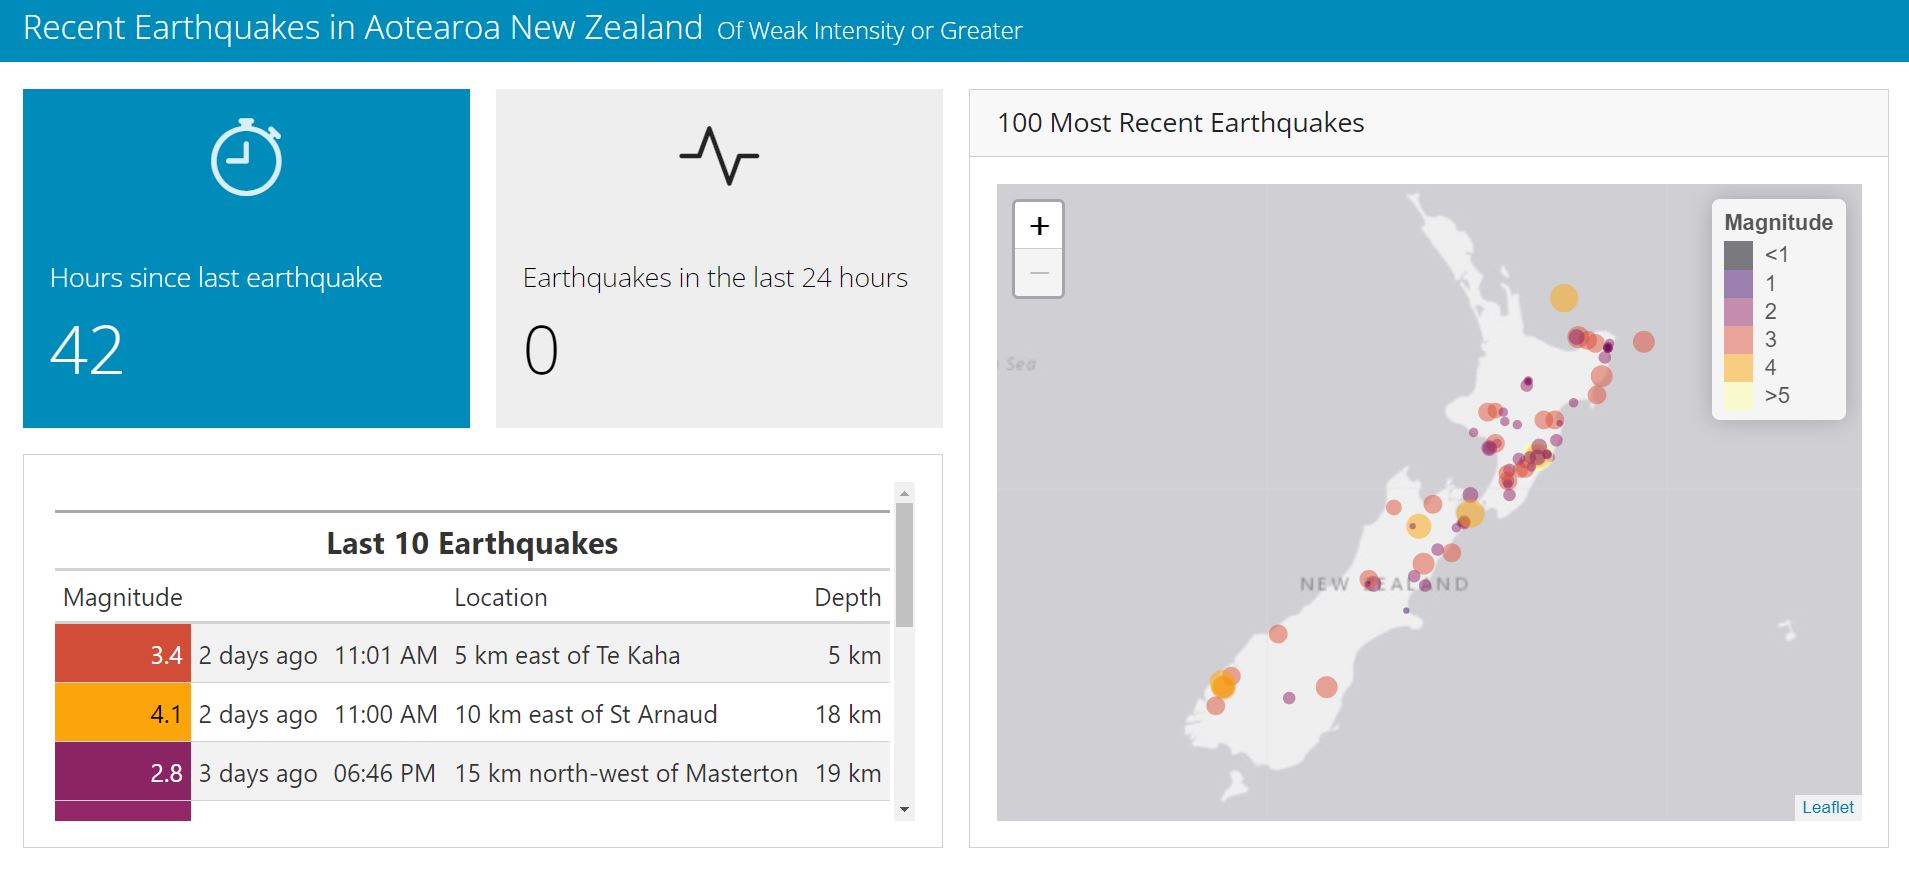 Recent Earthquakes in Aotearoa New Zealand Of Weak Intensity or Greater
Hours since last earthquake
42
Earthquakes in the last 24 hours
0
Last 10 Earthquakes
Magnitude Location Depth
3.4 2 days ago 11:01 AM 5 km east of Te Kaha 5 km
4.1 2 days ago 11:00 AM 10 km east of St Arnaud 18 km
2.8 3 days ago 06:46 PM 15 km north-west of Masterton 19 km
100 Most Recent Earthquakes
+
−
Sea
NEW ZEALAND
Magnitude
<1
1
2
3
4
>5
Leaflet